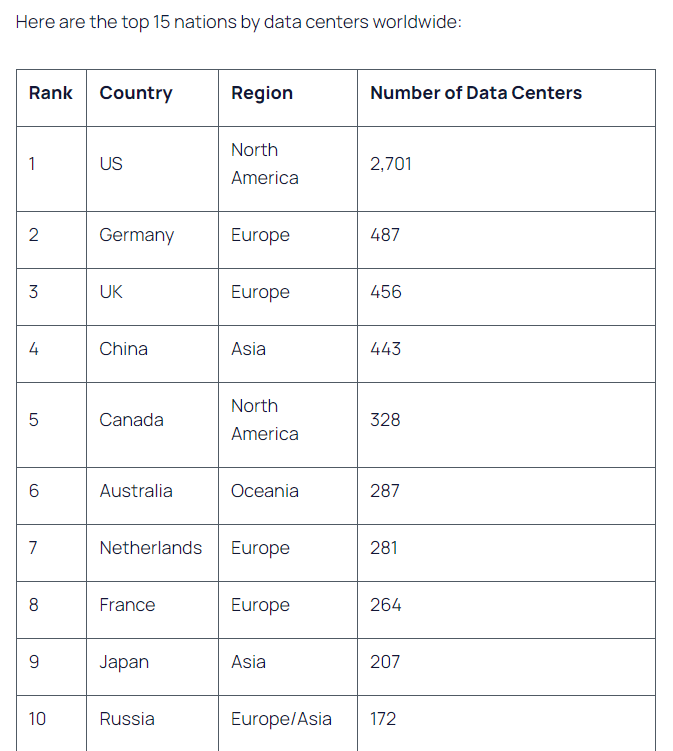 Here are the top 15 nations by data centers worldwide:
Rank Country Region Number of Data Centers
1 US North America 2,701
2 Germany Europe 487
3 UK Europe 456
4 China Asia 443
5 Canada North America 328
6 Australia Oceania 287
7 Netherlands Europe 281
8 France Europe 264
9 Japan Asia 207
10 Russia Europe/Asia 172